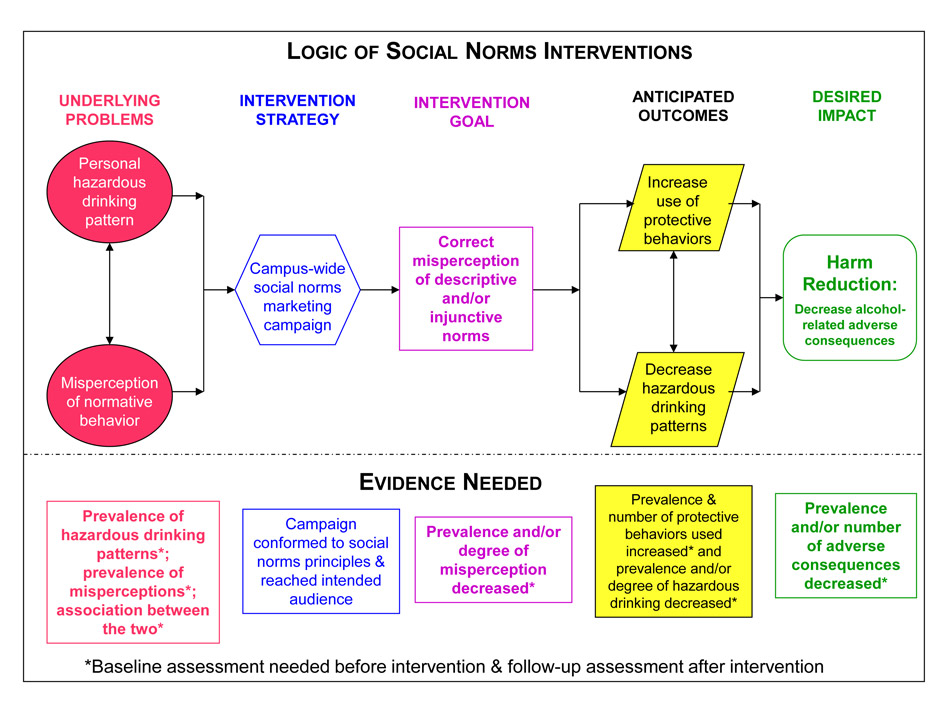 LOGIC OF SOCIAL NORMS INTERVENTIONS
UNDERLYING
PROBLEMS
INTERVENTION
STRATEGY
INTERVENTION
GOAL
ANTICIPATED
OUTCOMES
DESIRED
IMPACT
Personal
hazardous
drinking
pattern
Misperception
of normative
behavior
Campus-wide
social norms
marketing
campaign
Correct
misperception
of descriptive
and/or
injunctive
norms
Increase
use of
protective
behaviors
Decrease
hazardous
drinking
patterns
Harm
Reduction:
Decrease alcohol-
related adverse
consequences
EVIDENCE NEEDED
Prevalence of
hazardous drinking
patterns*;
prevalence of
misperceptions*;
association between
the two*
Campaign
conformed to social
norms principles &
reached intended
audience
Prevalence and/or
degree of
misperception
decreased*
Prevalence &
number of protective
behaviors used
increased* and
prevalence and/or
degree of hazardous
drinking decreased*
Prevalence
and/or number
of adverse
consequences
decreased*
*Baseline assessment needed before intervention & follow-up assessment after intervention